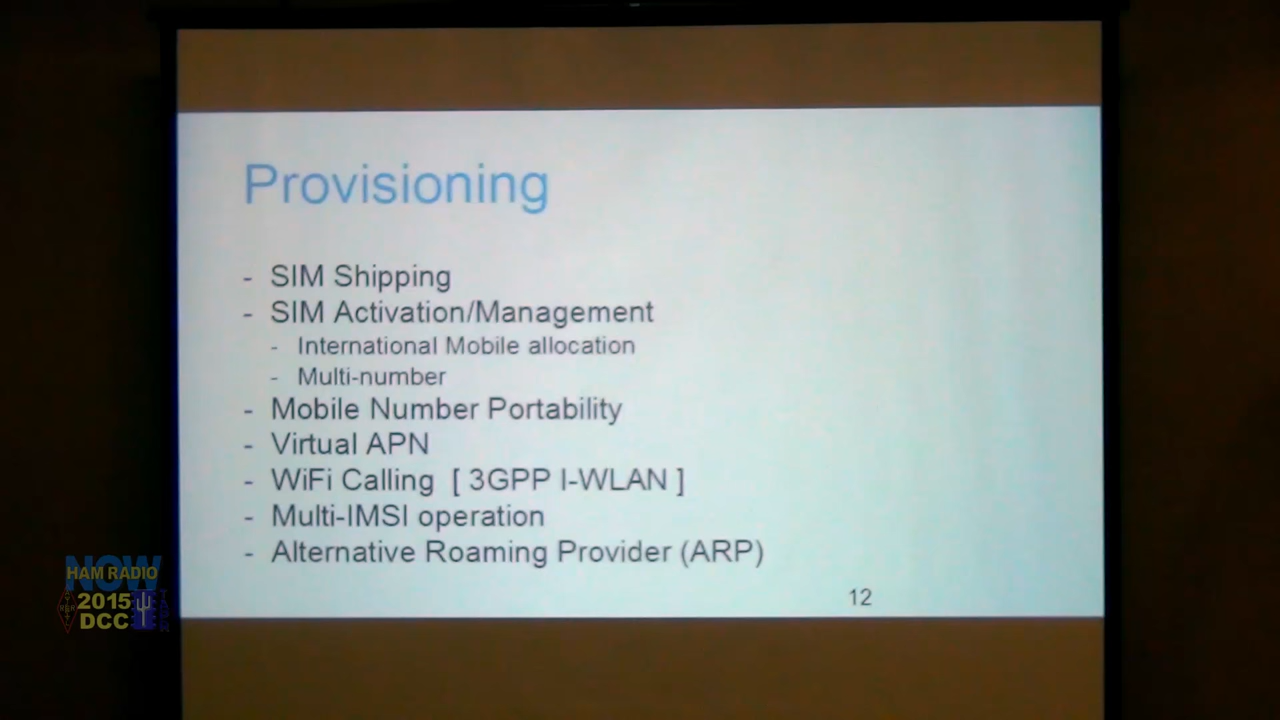 Provisioning
- SIM Shipping
- SIM Activation/Management
- International Mobile allocation
- Multi-number
- Mobile Number Portability
- Virtual APN
- WiFi Calling [ 3GPP I-WLAN ]
- Multi-IMSI operation
- Alternative Roaming Provider (ARP)
12
NOW
HAM RADIO
2015
DCC